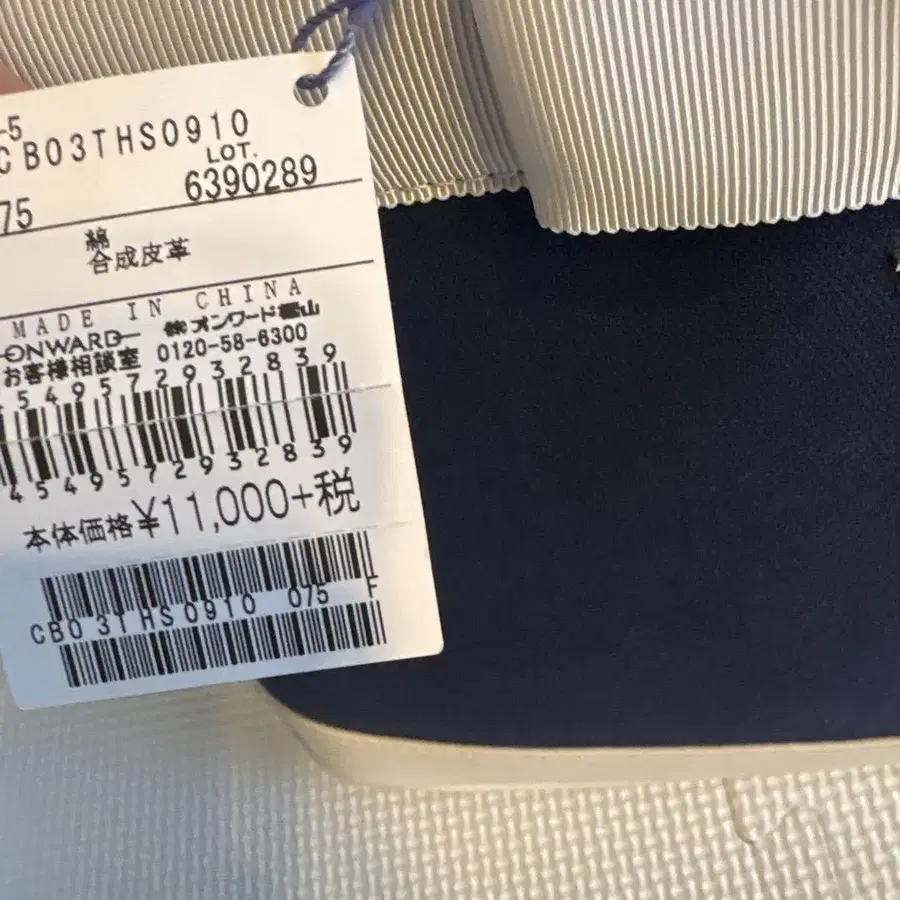 -5
CB03THS0910
LOT.
6390289
75
綿
合成皮革
MADE IN CHINA
ONWARD ㈱オンワード樫山
お客様相談室 0120-58-6300
4549572932839
4549572932839
本体価格¥11,000+税
CB03THS0910 075 F